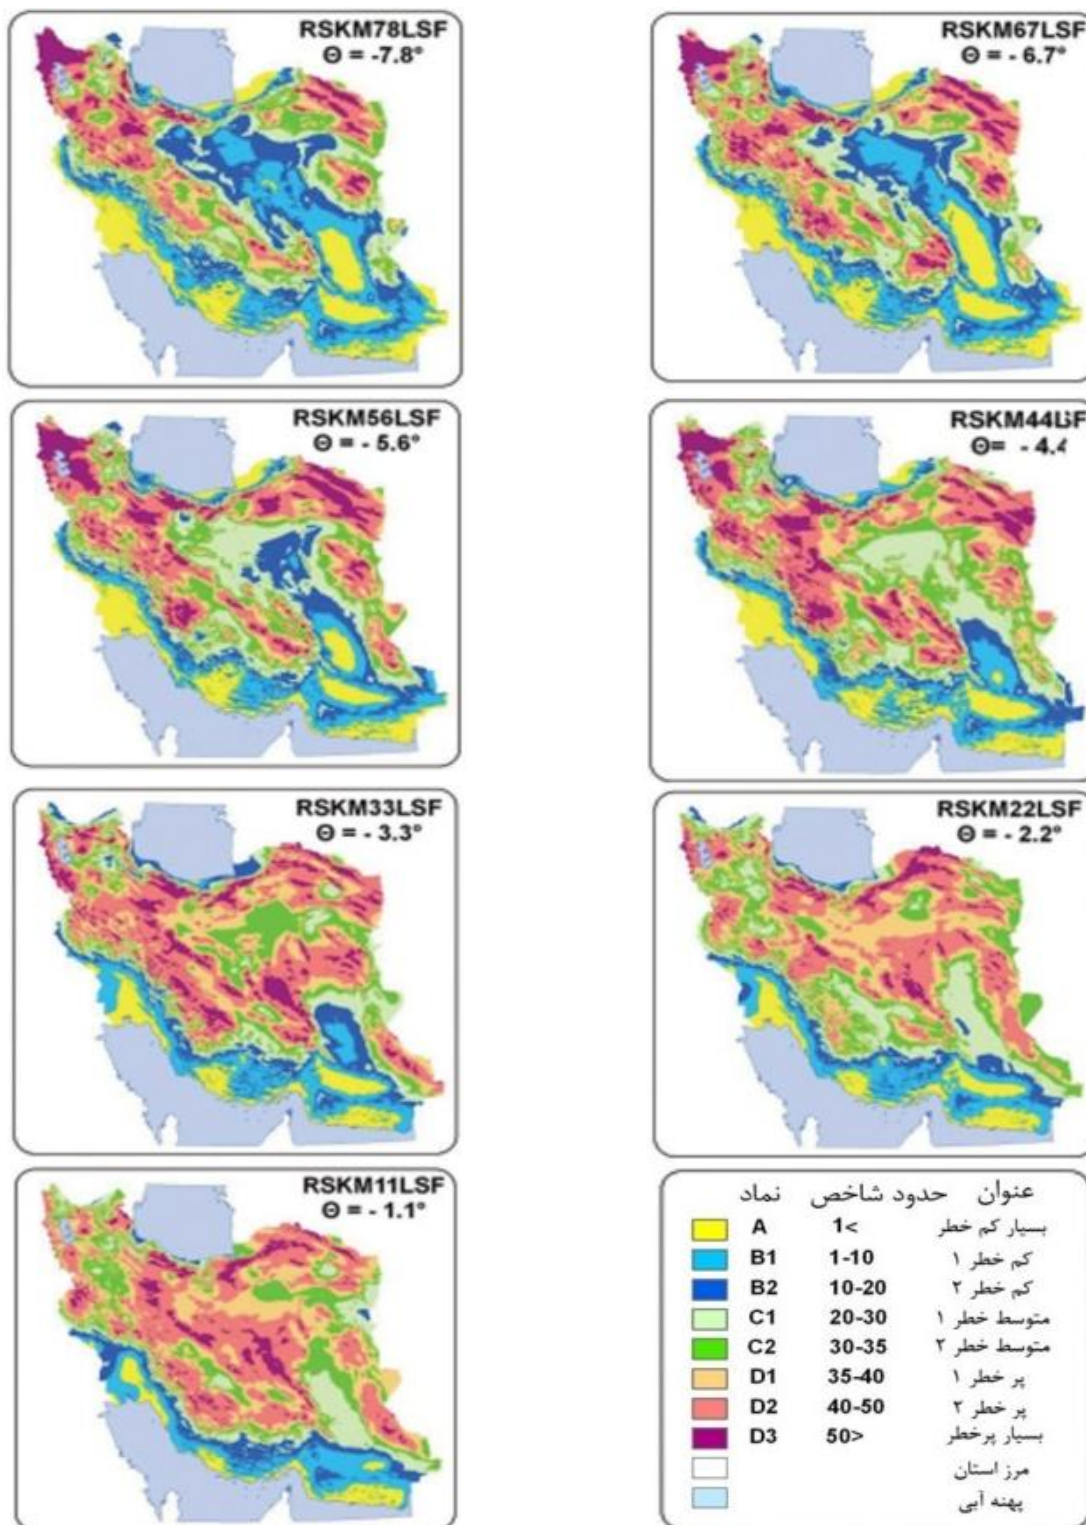 RSKM78LSF
Θ = -7.8°
RSKM67LSF
Θ = - 6.7°
RSKM56LSF
Θ = - 5.6°
RSKM44LSF
Θ= - 4.4
RSKM33LSF
Θ = - 3.3°
RSKM22LSF
Θ = - 2.2°
RSKM11LSF
Θ = - 1.1°
عنوان حدود شاخص نماد
بسیار کم خطر 1< A
کم خطر ۱ 1-10 B1
کم خطر ۲ 10-20 B2
متوسط خطر ۱ 20-30 C1
متوسط خطر ۲ 30-35 C2
پر خطر ۱ 35-40 D1
پر خطر ۲ 40-50 D2
بسیار پرخطر 50> D3
مرز استان
پهنه آبی